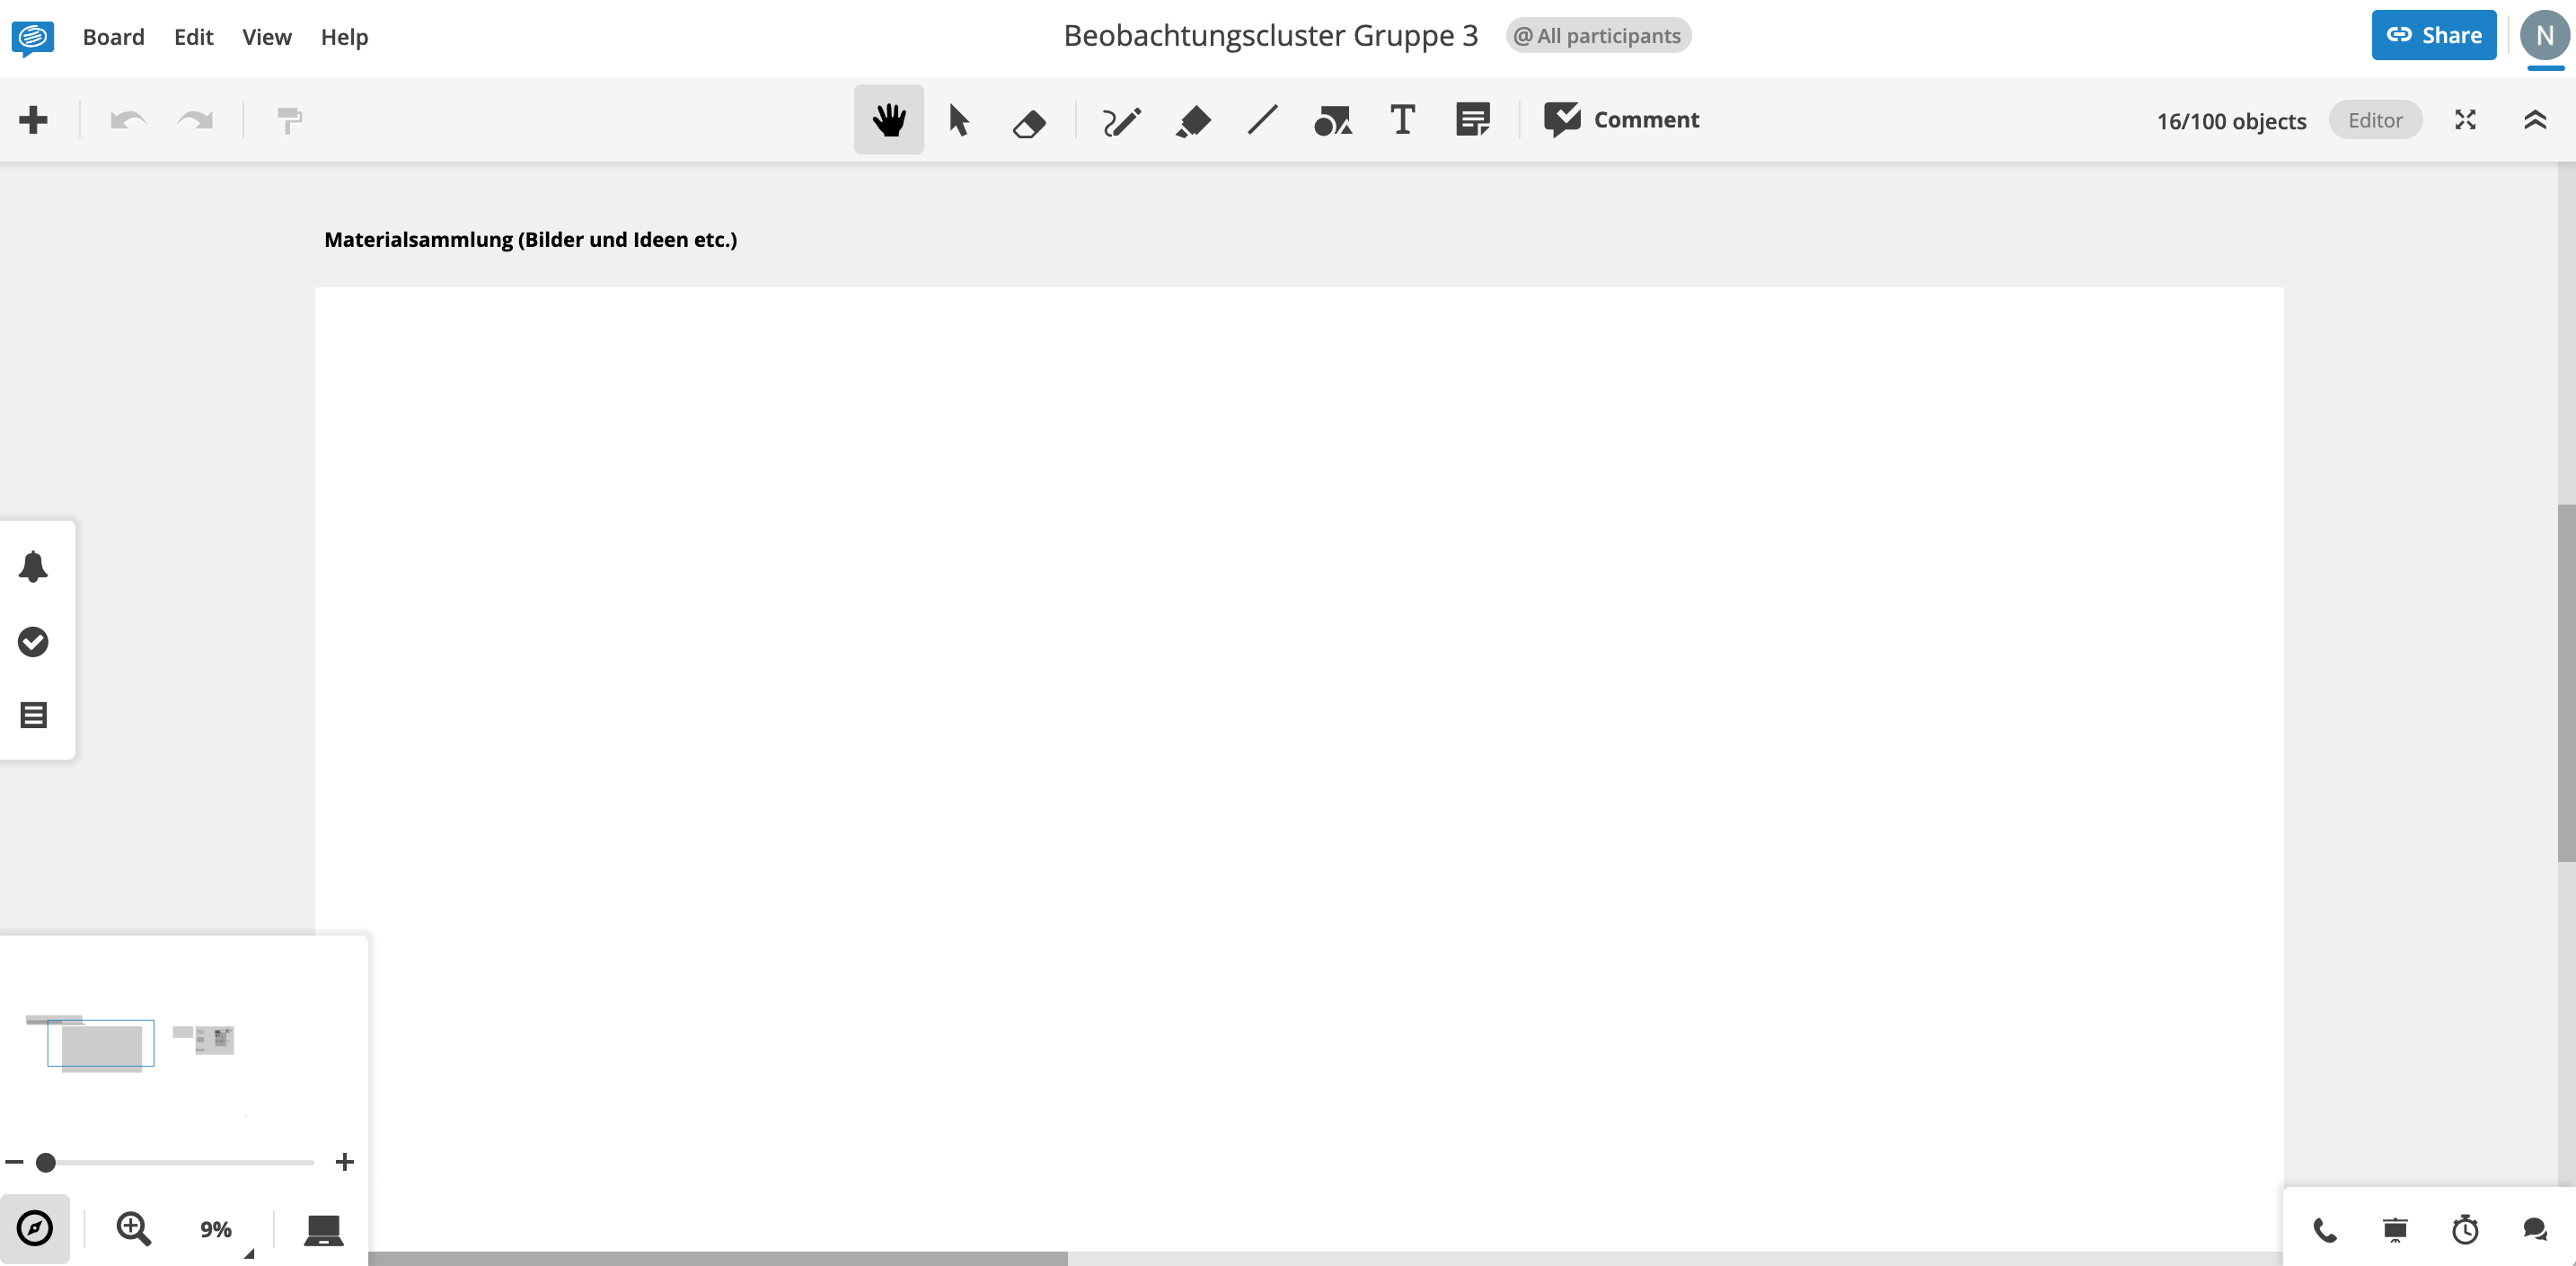 Board Edit View Help
Beobachtungscluster Gruppe 3
@ All participants
Share
N
Comment
16/100 objects
Editor
Materialsammlung (Bilder und Ideen etc.)
9%